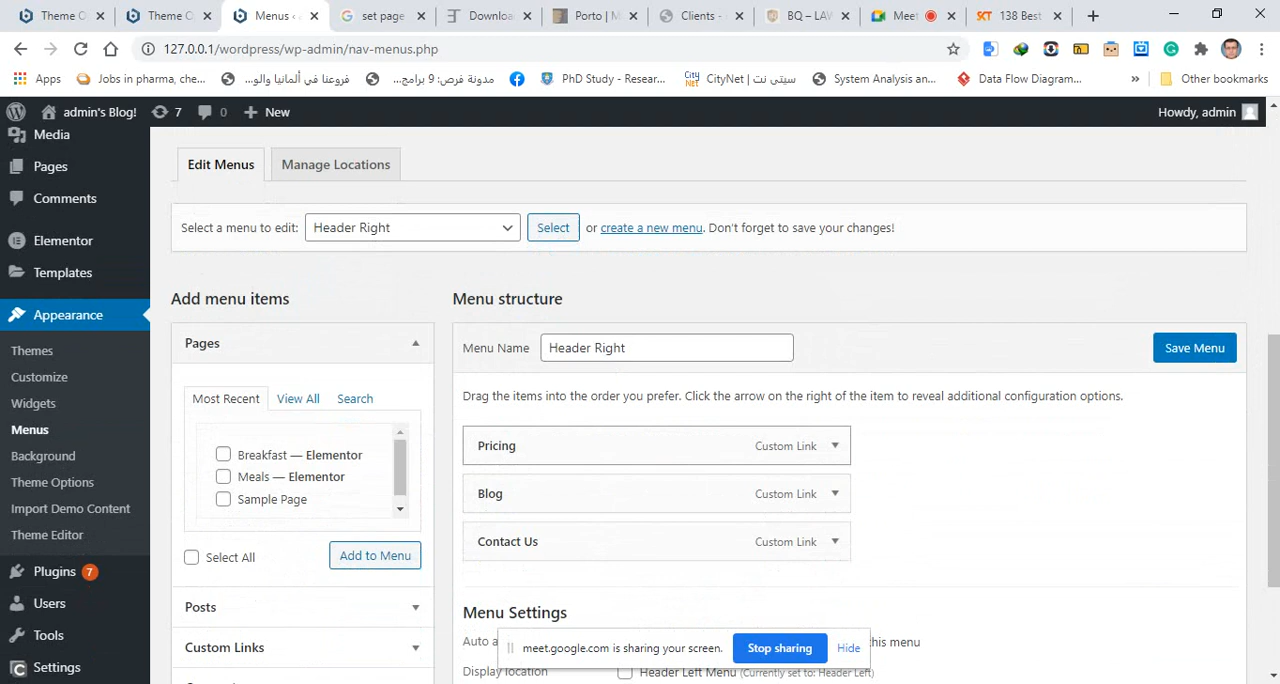 Theme O
Theme O
Menus ‹
set page
Downloa
Porto | M
Clients -
BQ – LAW
Meet
138 Best
127.0.0.1/wordpress/wp-admin/nav-menus.php
Apps
Jobs in pharma, che...
فروعنا في ألمانيا والو...
مدونة فرص: 9 برامج...
PhD Study - Resear...
CityNet | سیتی نت
System Analysis an...
Data Flow Diagram...
»
Other bookmarks
admin's Blog!
7
0
New
Howdy, admin
Media
Pages
Comments
Elementor
Templates
Appearance
Themes
Customize
Widgets
Menus
Background
Theme Options
Import Demo Content
Theme Editor
Plugins 7
Users
Tools
Settings
Edit Menus
Manage Locations
Select a menu to edit: Header Right Select or create a new menu. Don't forget to save your changes!
Add menu items
Pages
Most Recent View All Search
Breakfast — Elementor
Meals — Elementor
Sample Page
Select All
Add to Menu
Posts
Custom Links
Menu structure
Menu Name Header Right Save Menu
Drag the items into the order you prefer. Click the arrow on the right of the item to reveal additional configuration options.
Pricing Custom Link
Blog Custom Link
Contact Us Custom Link
Menu Settings
Auto a
this menu
meet.google.com is sharing your screen. Stop sharing Hide
Display location Header Left Menu (Currently set to: Header Left)